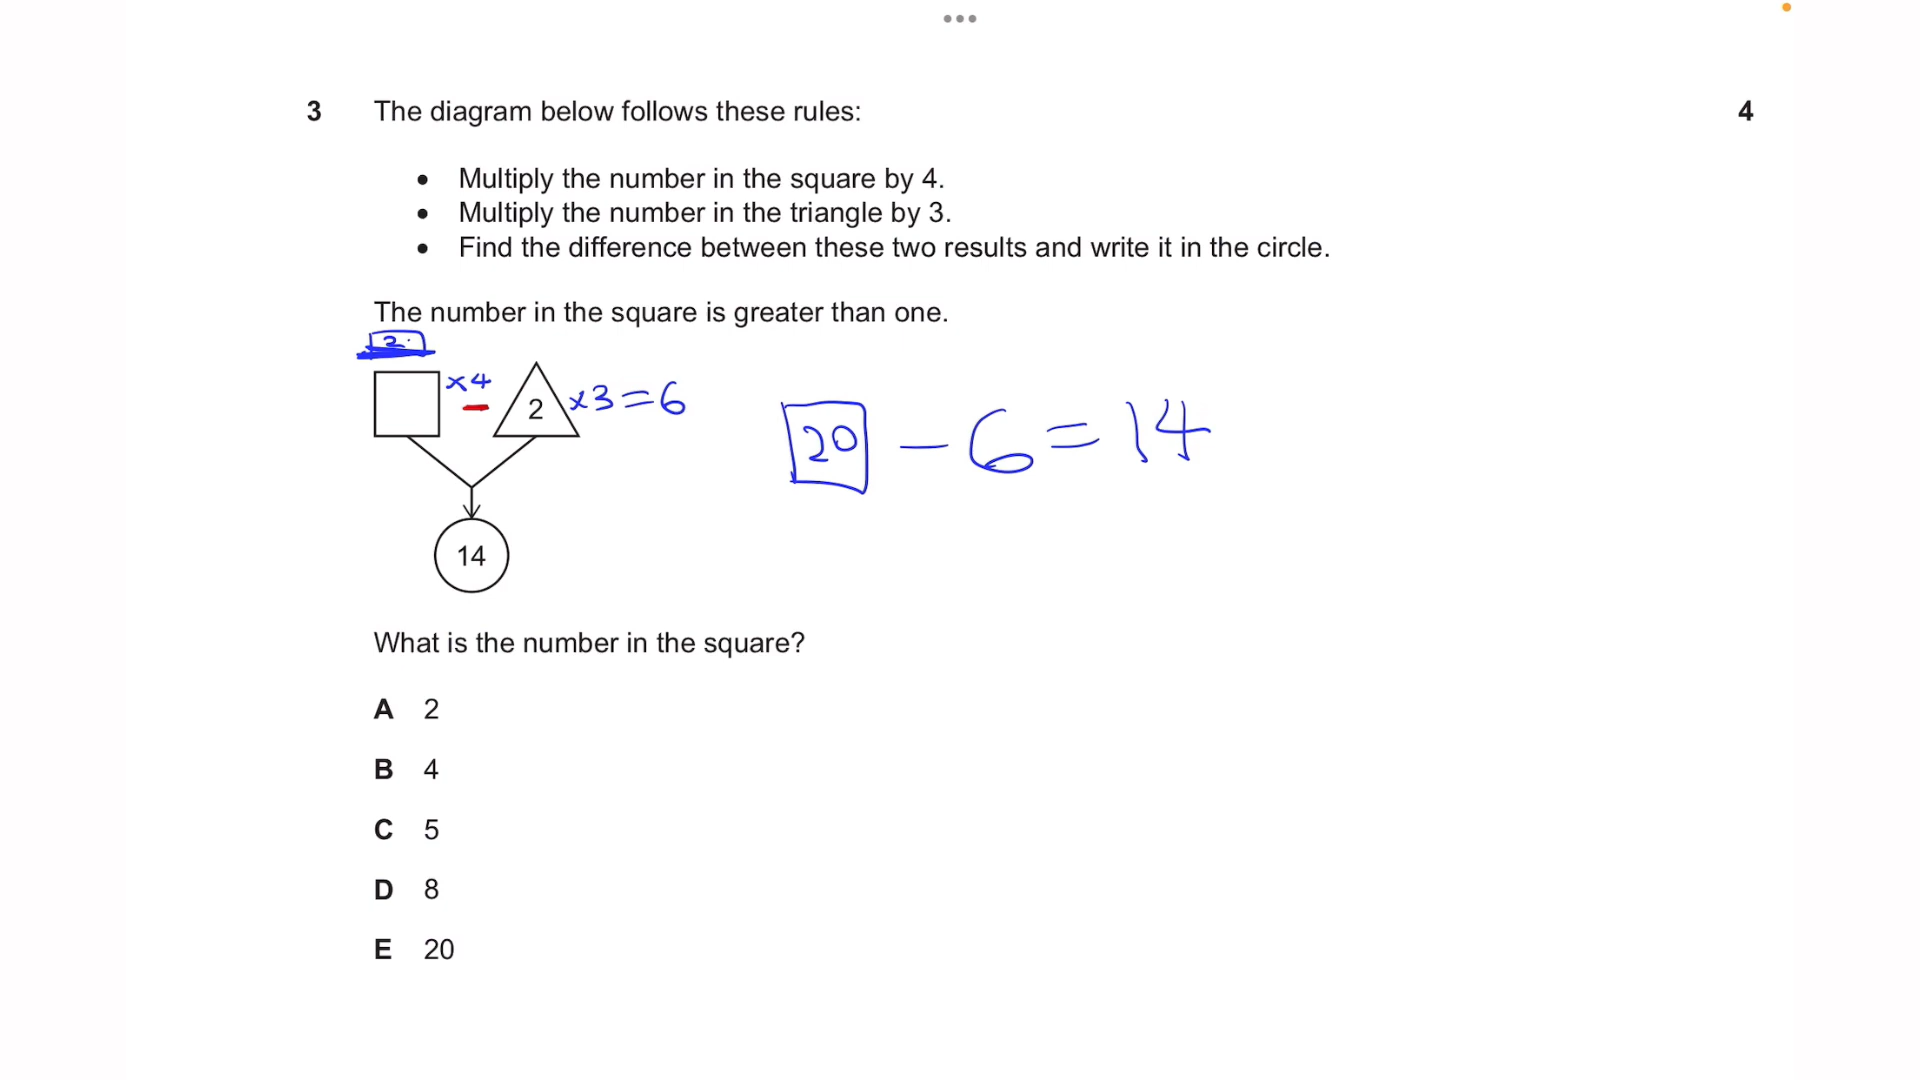 3 The diagram below follows these rules: 4
• Multiply the number in the square by 4.
• Multiply the number in the triangle by 3.
• Find the difference between these two results and write it in the circle.
The number in the square is greater than one.
2.
×4 2 ×3=6
20 – 6 = 14
14
What is the number in the square?
A 2
B 4
C 5
D 8
E 20